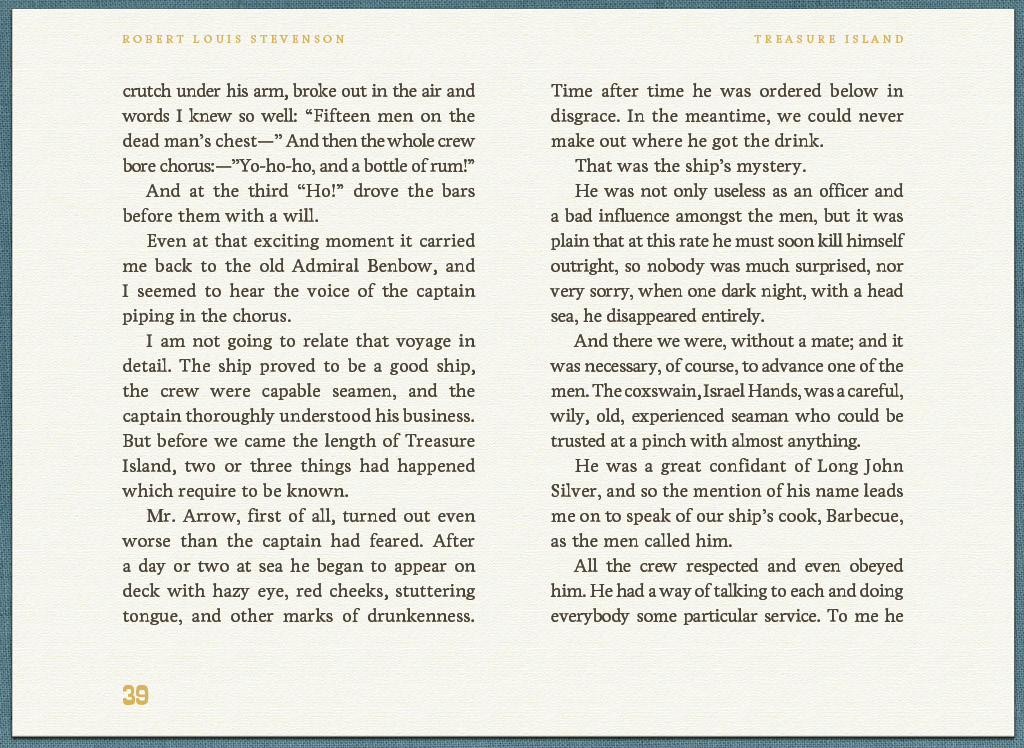 ROBERT LOUIS STEVENSON
TREASURE ISLAND
crutch under his arm, broke out in the air and
words I knew so well: “Fifteen men on the
dead man’s chest—” And then the whole crew
bore chorus:—”Yo-ho-ho, and a bottle of rum!”
And at the third “Ho!” drove the bars
before them with a will.
Even at that exciting moment it carried
me back to the old Admiral Benbow, and
I seemed to hear the voice of the captain
piping in the chorus.
I am not going to relate that voyage in
detail. The ship proved to be a good ship,
the crew were capable seamen, and the
captain thoroughly understood his business.
But before we came the length of Treasure
Island, two or three things had happened
which require to be known.
Mr. Arrow, first of all, turned out even
worse than the captain had feared. After
a day or two at sea he began to appear on
deck with hazy eye, red cheeks, stuttering
tongue, and other marks of drunkenness.
Time after time he was ordered below in
disgrace. In the meantime, we could never
make out where he got the drink.
That was the ship’s mystery.
He was not only useless as an officer and
a bad influence amongst the men, but it was
plain that at this rate he must soon kill himself
outright, so nobody was much surprised, nor
very sorry, when one dark night, with a head
sea, he disappeared entirely.
And there we were, without a mate; and it
was necessary, of course, to advance one of the
men. The coxswain, Israel Hands, was a careful,
wily, old, experienced seaman who could be
trusted at a pinch with almost anything.
He was a great confidant of Long John
Silver, and so the mention of his name leads
me on to speak of our ship’s cook, Barbecue,
as the men called him.
All the crew respected and even obeyed
him. He had a way of talking to each and doing
everybody some particular service. To me he
39